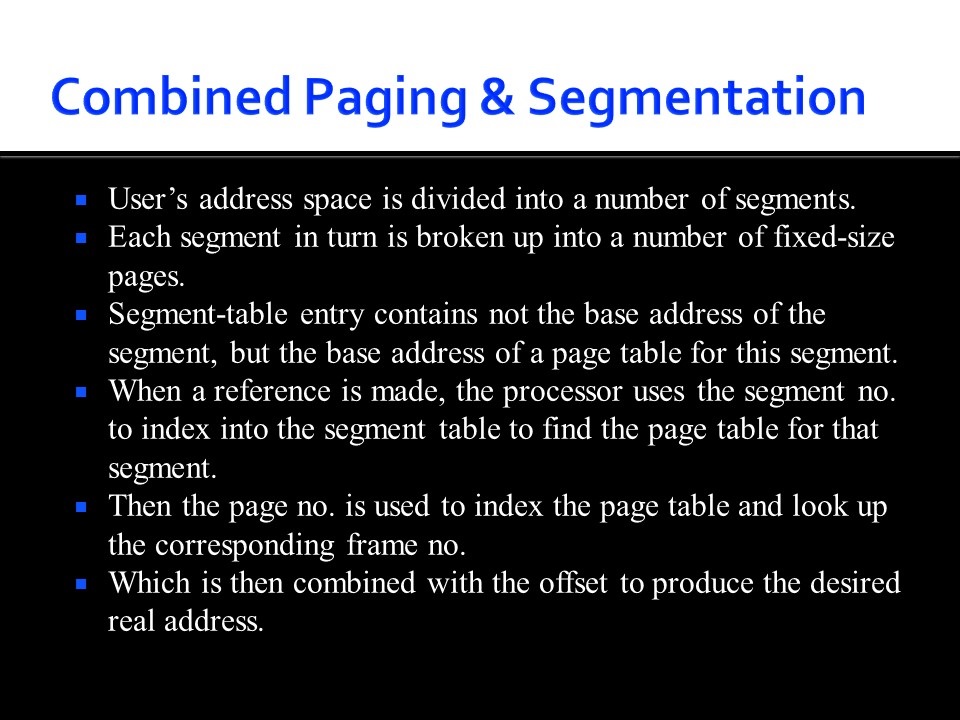 Combined Paging & Segmentation
User’s address space is divided into a number of segments.
Each segment in turn is broken up into a number of fixed-size
pages.
Segment-table entry contains not the base address of the
segment, but the base address of a page table for this segment.
When a reference is made, the processor uses the segment no.
to index into the segment table to find the page table for that
segment.
Then the page no. is used to index the page table and look up
the corresponding frame no.
Which is then combined with the offset to produce the desired
real address.